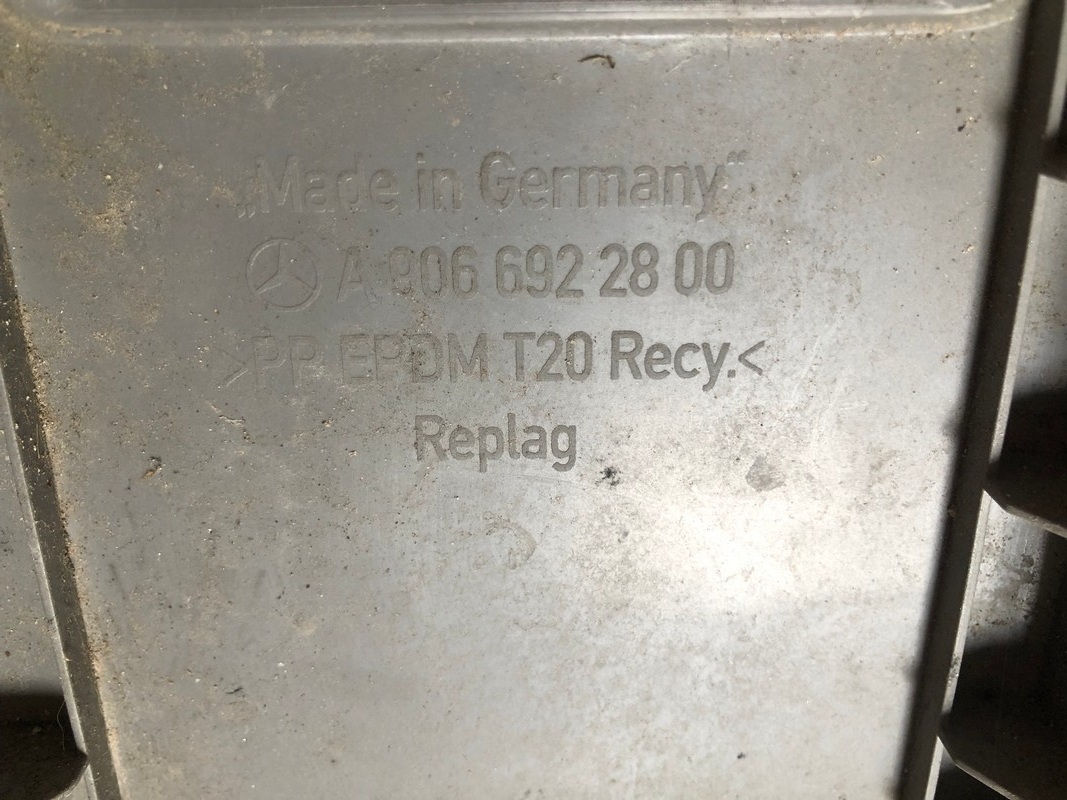 „Made in Germany“
A 906 692 28 00
>PP EPDM T20 Recy.<
Replag